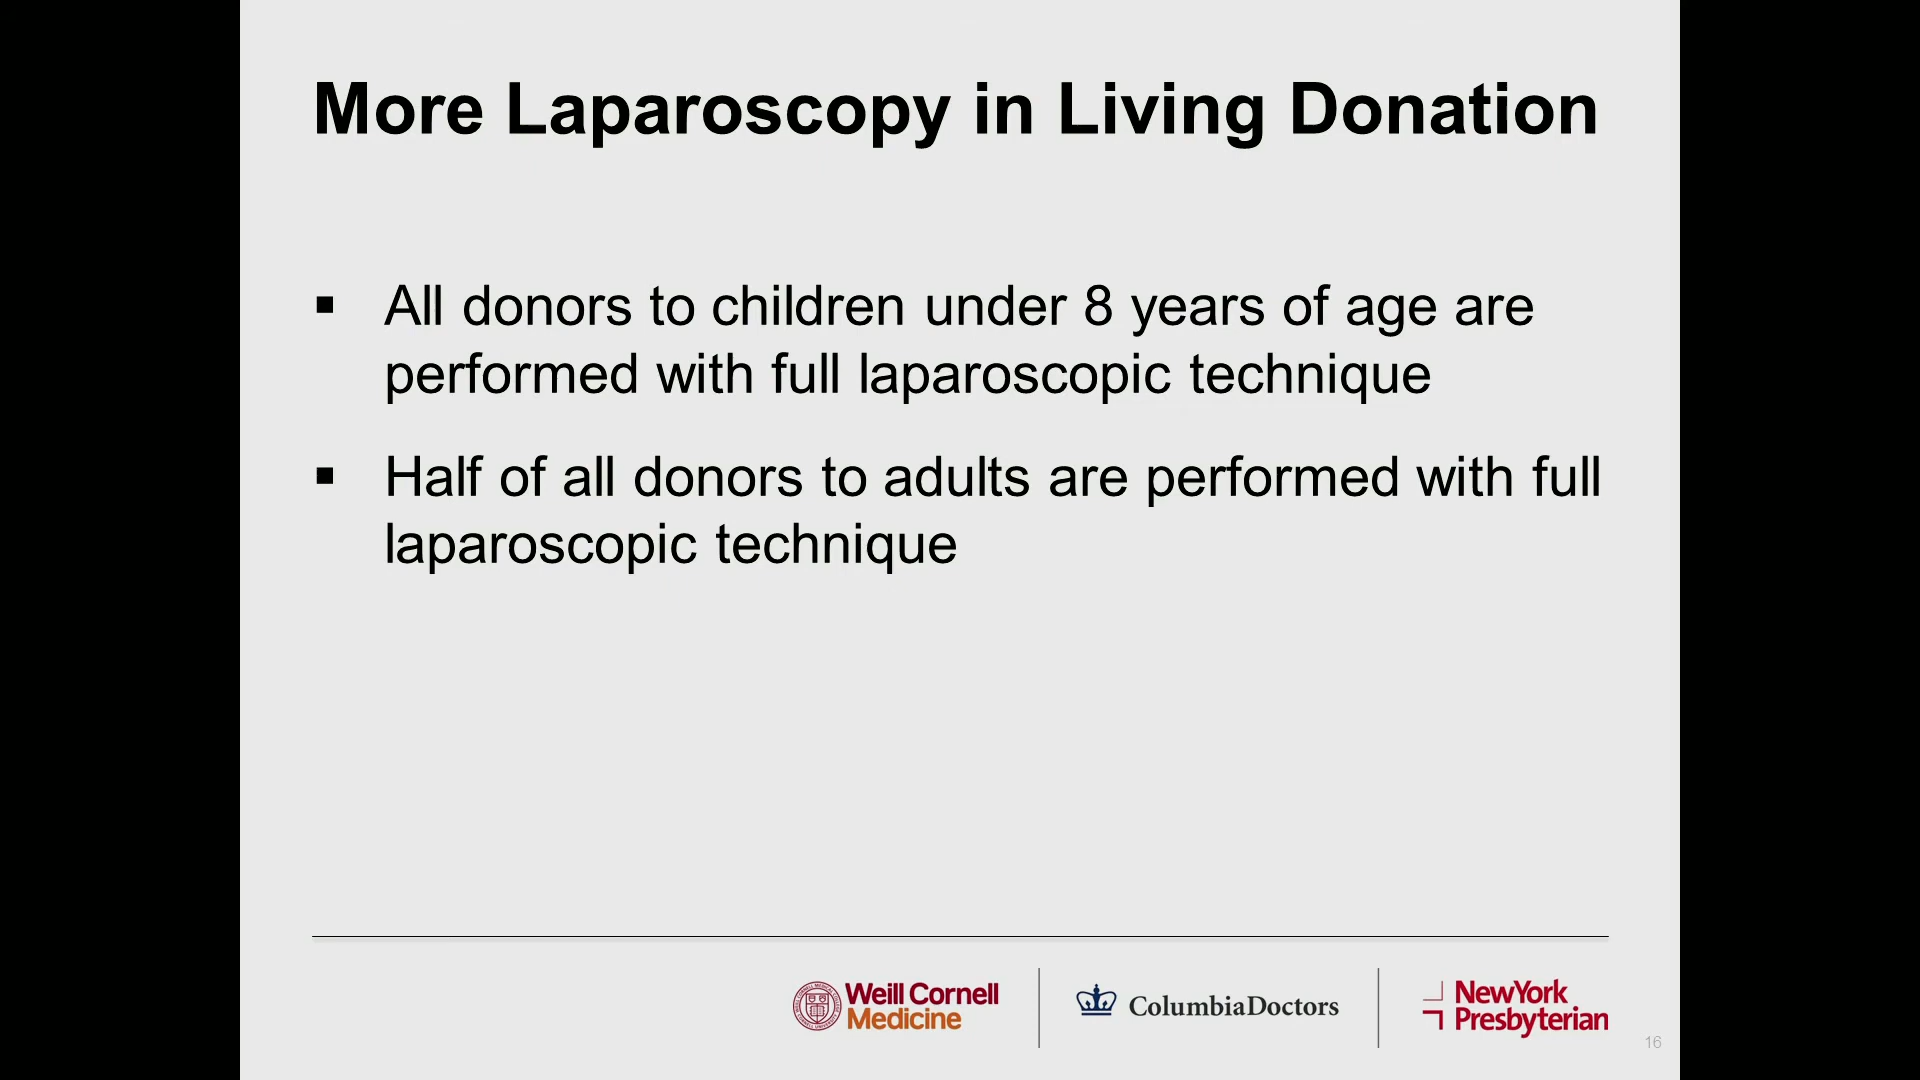 More Laparoscopy in Living Donation
▪ All donors to children under 8 years of age are
performed with full laparoscopic technique
▪ Half of all donors to adults are performed with full
laparoscopic technique
Weill Cornell
Medicine
ColumbiaDoctors
NewYork
Presbyterian
16